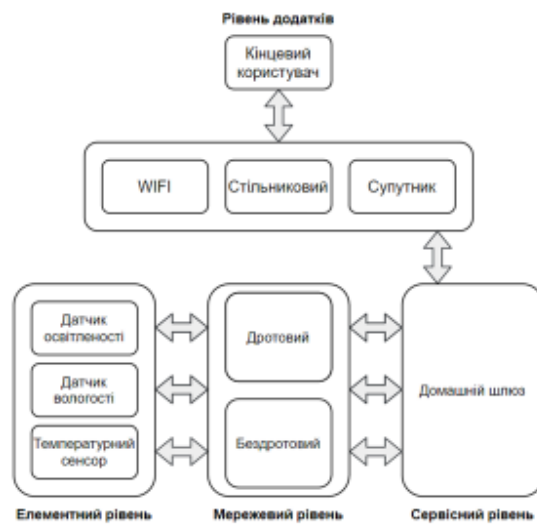 Рівень додатків
Кінцевий
користувач
WIFI
Стільниковий
Супутник
Датчик
освітленості
Датчик
вологості
Температурний
сенсор
Дротовий
Бездротовий
Домашній шлюз
Елементний рівень
Мережевий рівень
Сервісний рівень